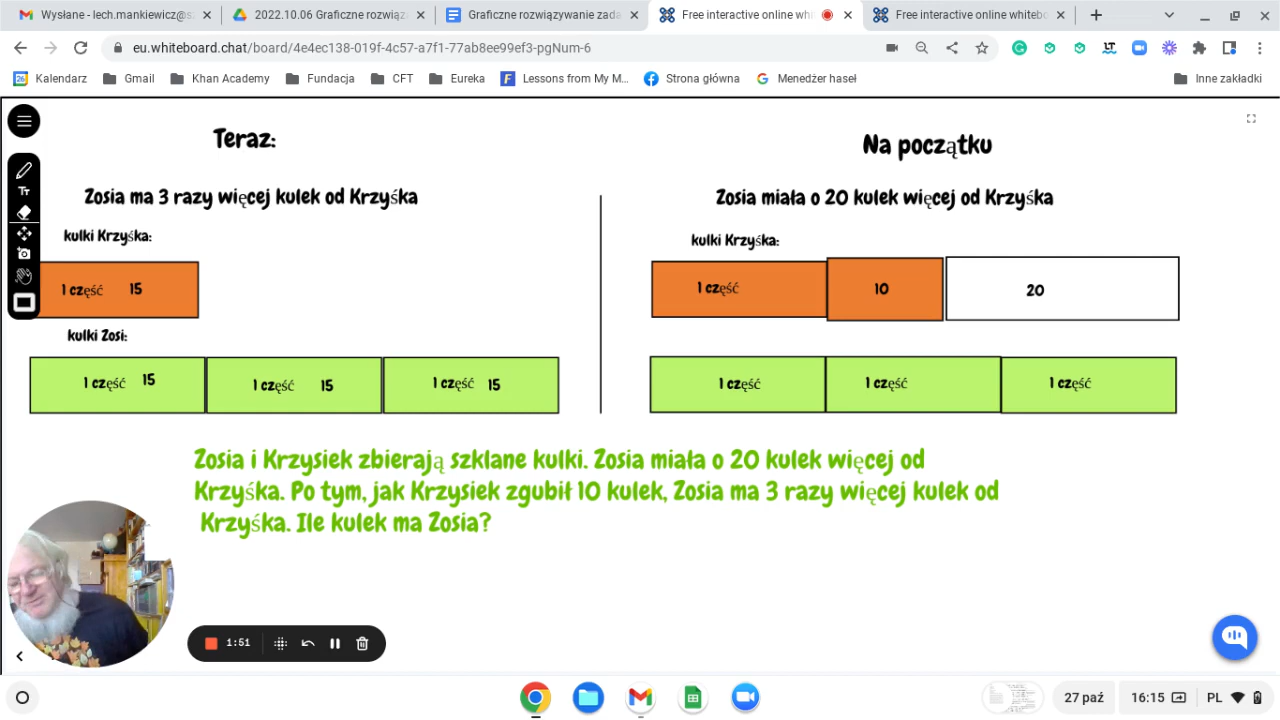 Wysłane - lech.mankiewicz@s
2022.10.06 Graficzne rozwiąz
Graficzne rozwiązywanie zada
Free interactive online whi
Free interactive online whitebo
eu.whiteboard.chat/board/4e4ec138-019f-4c57-a7f1-77ab8ee99ef3-pgNum-6
Kalendarz
Gmail
Khan Academy
Fundacja
CFT
Eureka
Lessons from My M...
Strona główna
Menedżer haseł
Inne zakładki
Teraz:
Na początku
Zosia ma 3 razy więcej kulek od Krzyśka
Zosia miała o 20 kulek więcej od Krzyśka
kulki Krzyśka:
kulki Krzyśka:
1 część 15
1 część
10
20
kulki Zosi:
1 część 15
1 część 15
1 część 15
1 część
1 część
1 część
Zosia i Krzysiek zbierają szklane kulki. Zosia miała o 20 kulek więcej od
Krzyśka. Po tym, jak Krzysiek zgubił 10 kulek, Zosia ma 3 razy więcej kulek od
Krzyśka. Ile kulek ma Zosia?
1:51
27 paź
16:15
PL